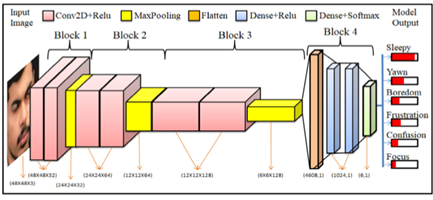 Input Image
Conv2D+Relu
MaxPooling
Flatten
Dense+Relu
Dense+Softmax
Model Output
Block 1
Block 2
Block 3
Block 4
Sleepy
Yawn
Boredom
Frustration
Confusion
Focus
(48X48X3)
(48X48X32)
(24X24X32)
(24X24X64)
(12X12X64)
(12X12X128)
(6X6X128)
(4608,1)
(1024,1)
(6,1)